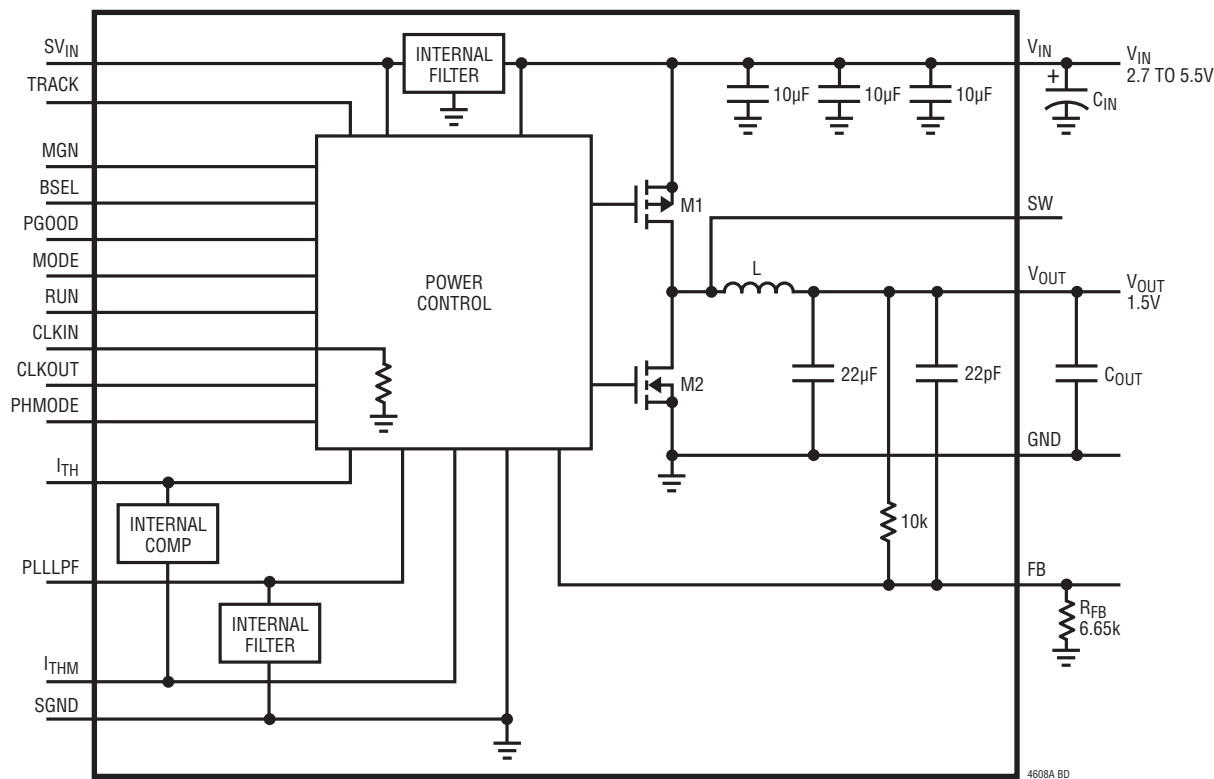 SVIN
TRACK
MGN
BSEL
PGOOD
MODE
RUN
CLKIN
CLKOUT
PHMODE
ITH
PLLLPF
ITHM
SGND
INTERNAL
FILTER
POWER
CONTROL
INTERNAL
COMP
INTERNAL
FILTER
10µF
10µF
10µF
M1
M2
L
22µF
22pF
10k
VIN
VIN
2.7 TO 5.5V
+
CIN
SW
VOUT
VOUT
1.5V
COUT
GND
FB
RFB
6.65k
4608A BD